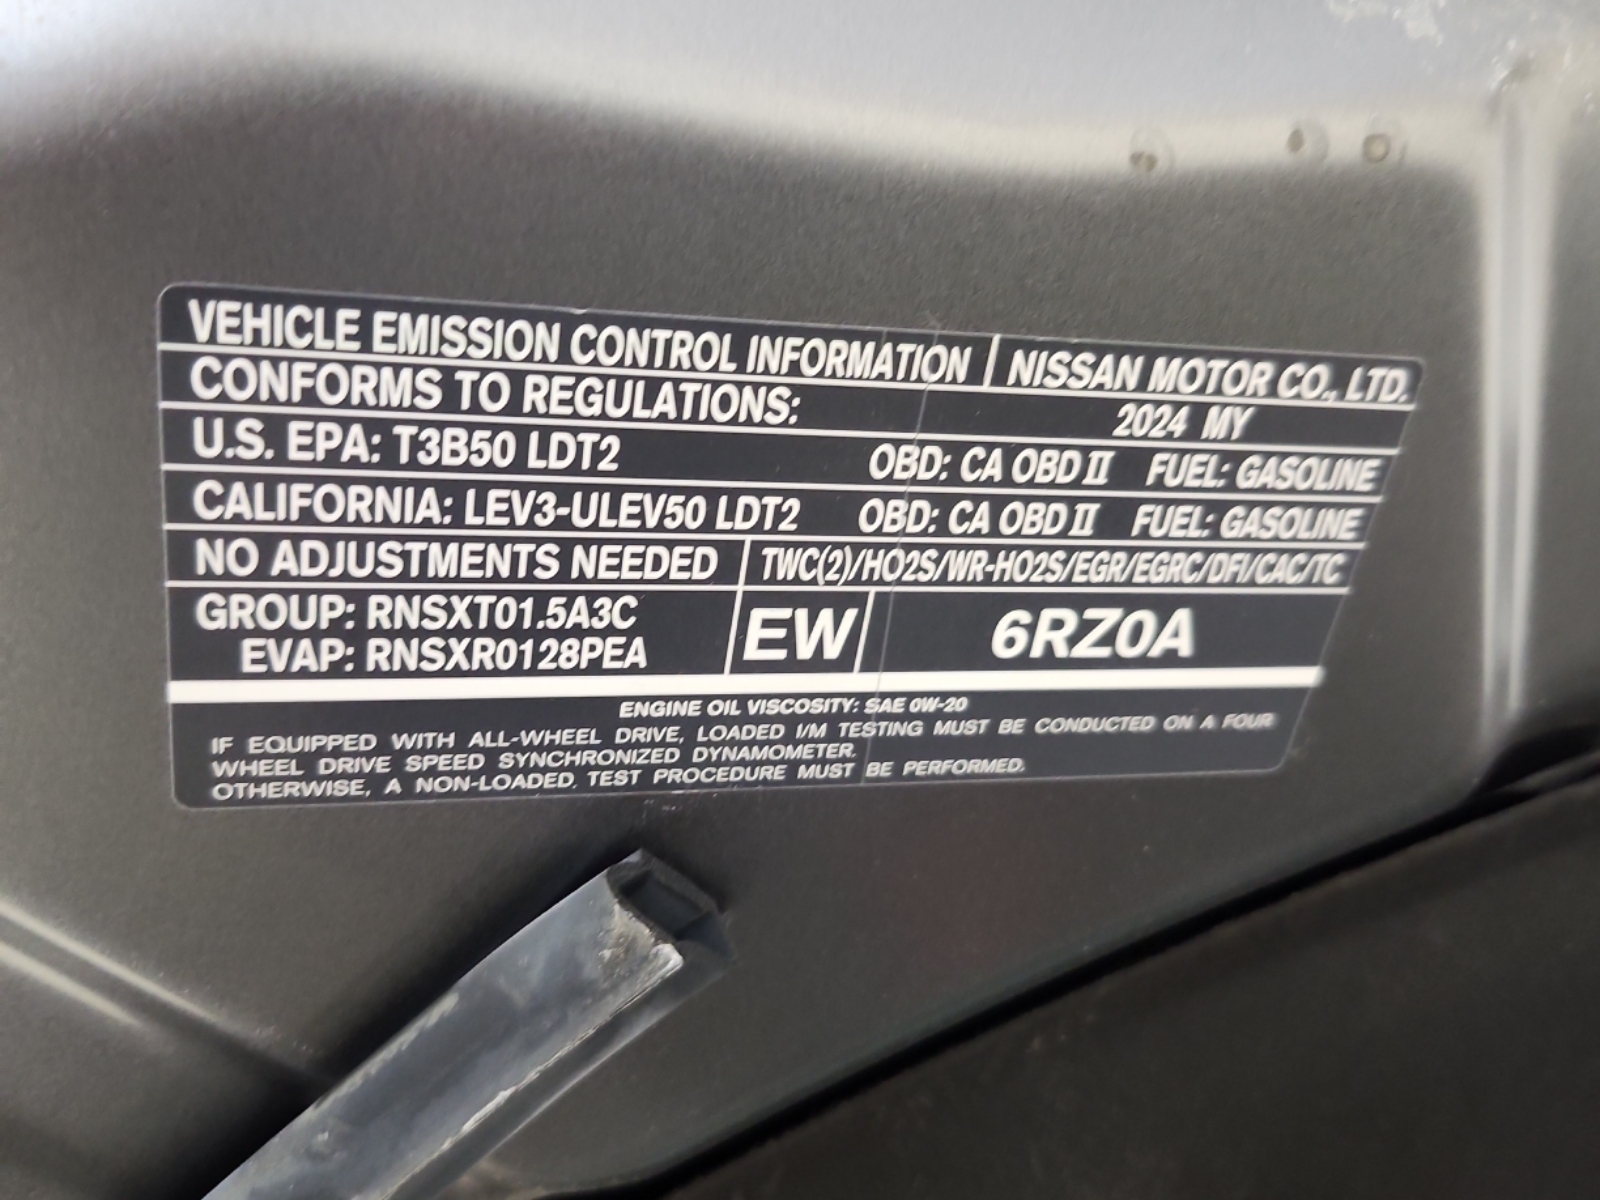 VEHICLE EMISSION CONTROL INFORMATION NISSAN MOTOR CO., LTD.
CONFORMS TO REGULATIONS: 2024 MY
U.S. EPA: T3B50 LDT2 OBD: CA OBD II FUEL: GASOLINE
CALIFORNIA: LEV3-ULEV50 LDT2 OBD: CA OBD II FUEL: GASOLINE
NO ADJUSTMENTS NEEDED TWC(2)/HO2S/WR-HO2S/EGR/EGRC/DFI/CAC/TC
GROUP: RNSXT01.5A3C
EVAP: RNSXR0128PEA
EW 6RZ0A
ENGINE OIL VISCOSITY: SAE 0W-20
IF EQUIPPED WITH ALL-WHEEL DRIVE, LOADED I/M TESTING MUST BE CONDUCTED ON A FOUR
WHEEL DRIVE SPEED SYNCHRONIZED DYNAMOMETER.
OTHERWISE, A NON-LOADED, TEST PROCEDURE MUST BE PERFORMED.